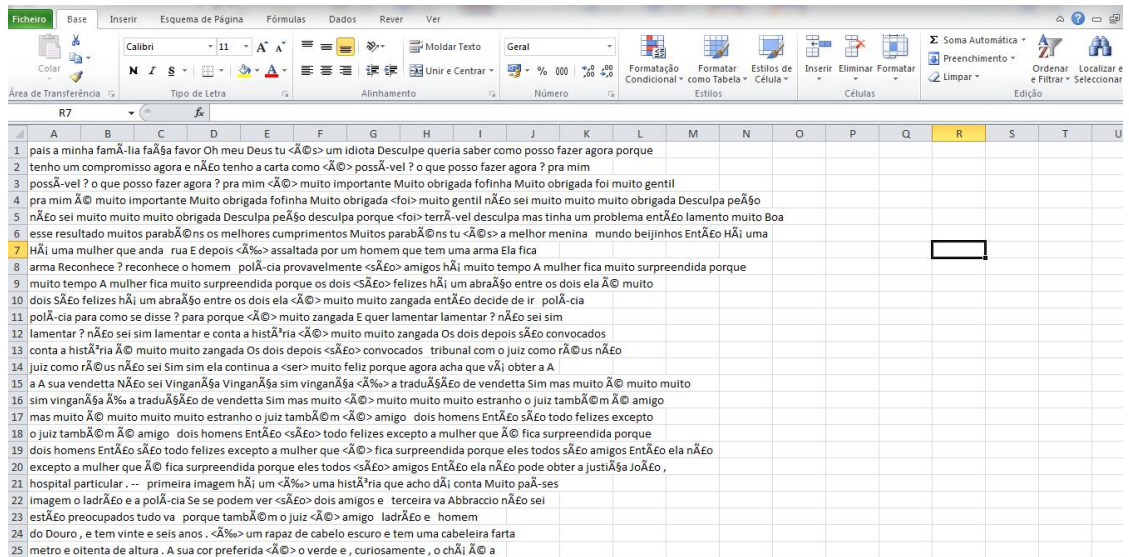 Ficheiro Base Inserir Esquema de Página Fórmulas Dados Rever Ver
Calibri 11 A A Moldar Texto Geral Σ Soma Automática
Colar N I S A Unir e Centrar % 000 Formatação Condicional Formatar como Tabela Estilos de Célula Inserir Eliminar Formatar Preenchimento Limpar Ordenar e Filtrar Localizar e Seleccionar
Área de Transferência Tipo de Letra Alinhamento Número Estilos Células Edição
R7 fx
A B C D E F G H I J K L M N O P Q R S T U
1 pais a minha famÃ­lia faÃ§a favor Oh meu Deus tu <Ã©s> um idiota Desculpe queria saber como posso fazer agora porque
2 tenho um compromisso agora e nÃ£o tenho a carta como <Ã©> possÃ­vel ? o que posso fazer agora ? pra mim
3 possÃ­vel ? o que posso fazer agora ? pra mim <Ã©> muito importante Muito obrigada fofinha Muito obrigada foi muito gentil
4 pra mim Ã© muito importante Muito obrigada fofinha Muito obrigada <foi> muito gentil nÃ£o sei muito muito muito obrigada Desculpa peÃ§o
5 nÃ£o sei muito muito muito obrigada Desculpa peÃ§o desculpa porque <foi> terrÃ­vel desculpa mas tinha um problema entÃ£o lamento muito Boa
6 esse resultado muitos parabÃ©ns os melhores cumprimentos Muitos parabÃ©ns tu <Ã©s> a melhor menina mundo beijinhos EntÃ£o HÃ¡ uma
7 HÃ¡ uma mulher que anda rua E depois <Ã‰> assaltada por um homem que tem uma arma Ela fica
8 arma Reconhece ? reconhece o homem polÃ­cia provavelmente <sÃ£o> amigos hÃ¡ muito tempo A mulher fica muito surpreendida porque
9 muito tempo A mulher fica muito surpreendida porque os dois <SÃ£o> felizes hÃ¡ um abraÃ§o entre os dois ela Ã© muito
10 dois SÃ£o felizes hÃ¡ um abraÃ§o entre os dois ela <Ã©> muito muito zangada entÃ£o decide de ir polÃ­cia
11 polÃ­cia para como se disse ? para porque <Ã©> muito zangada E quer lamentar lamentar ? nÃ£o sei sim
12 lamentar ? nÃ£o sei sim lamentar e conta a histÃ³ria <Ã©> muito muito zangada Os dois depois sÃ£o convocados
13 conta a histÃ³ria Ã© muito muito zangada Os dois depois <sÃ£o> convocados tribunal com o juiz como rÃ©us nÃ£o
14 juiz como rÃ©us nÃ£o sei Sim sim ela continua a <ser> muito feliz porque agora acha que vÃ¡ obter a A
15 a A sua vendetta NÃ£o sei VinganÃ§a VinganÃ§a sim vinganÃ§a <Ã‰> a traduÃ§Ã£o de vendetta Sim mas muito Ã© muito muito
16 sim vinganÃ§a Ã‰ a traduÃ§Ã£o de vendetta Sim mas muito <Ã©> muito muito muito estranho o juiz tambÃ©m Ã© amigo
17 mas muito Ã© muito muito muito estranho o juiz tambÃ©m <Ã©> amigo dois homens EntÃ£o sÃ£o todo felizes excepto
18 o juiz tambÃ©m Ã© amigo dois homens EntÃ£o <sÃ£o> todo felizes excepto a mulher que Ã© fica surpreendida porque
19 dois homens EntÃ£o sÃ£o todo felizes excepto a mulher que <Ã©> fica surpreendida porque eles todos sÃ£o amigos EntÃ£o ela nÃ£o
20 excepto a mulher que Ã© fica surpreendida porque eles todos <sÃ£o> amigos EntÃ£o ela nÃ£o pode obter a justiÃ§a JoÃ£o ,
21 hospital particular . -- primeira imagem hÃ¡ um <Ã‰> uma histÃ³ria que acho dÃ¡ conta Muito paÃ­ses
22 imagem o ladrÃ£o e a polÃ­cia Se se podem ver <sÃ£o> dois amigos e terceira va Abbraccio nÃ£o sei
23 estÃ£o preocupados tudo va porque tambÃ©m o juiz <Ã©> amigo ladrÃ£o e homem
24 do Douro , e tem vinte e seis anos . <Ã‰> um rapaz de cabelo escuro e tem uma cabeleira farta
25 metro e oitenta de altura . A sua cor preferida <Ã©> o verde e , curiosamente , o chÃ¡ Ã© a